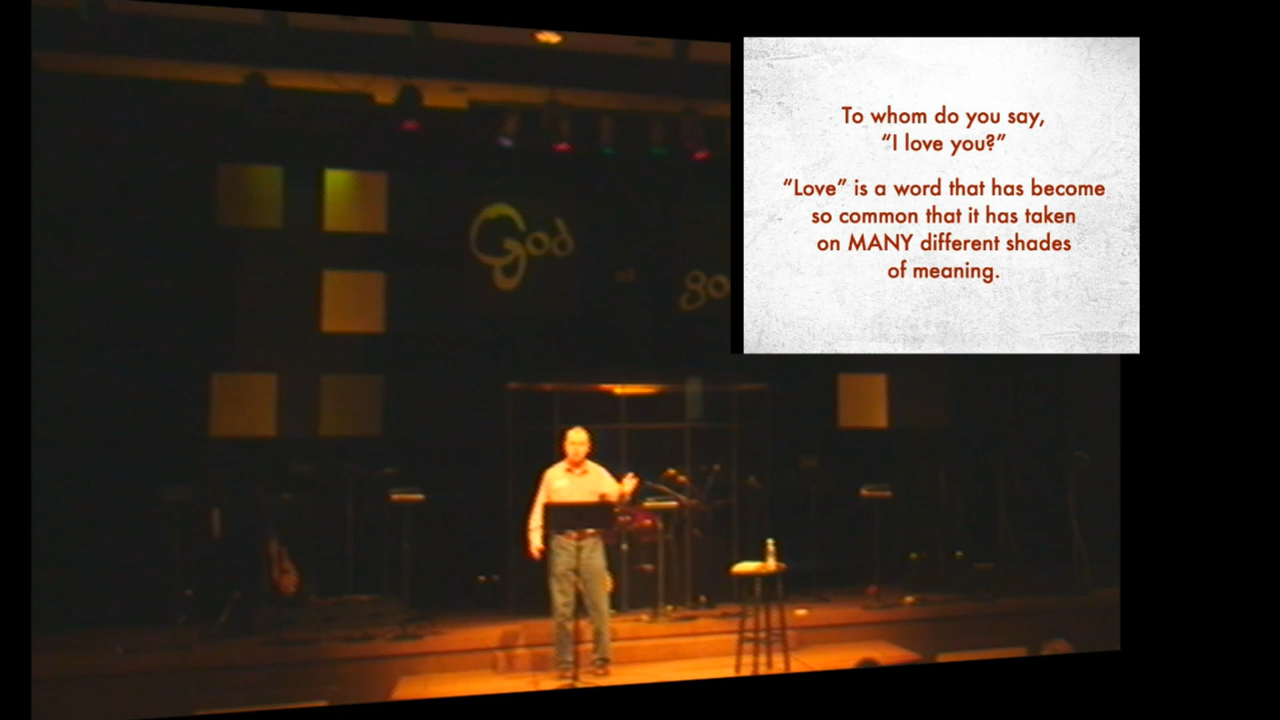 God
To whom do you say,
“I love you?”
“Love” is a word that has become
so common that it has taken
on MANY different shades
of meaning.